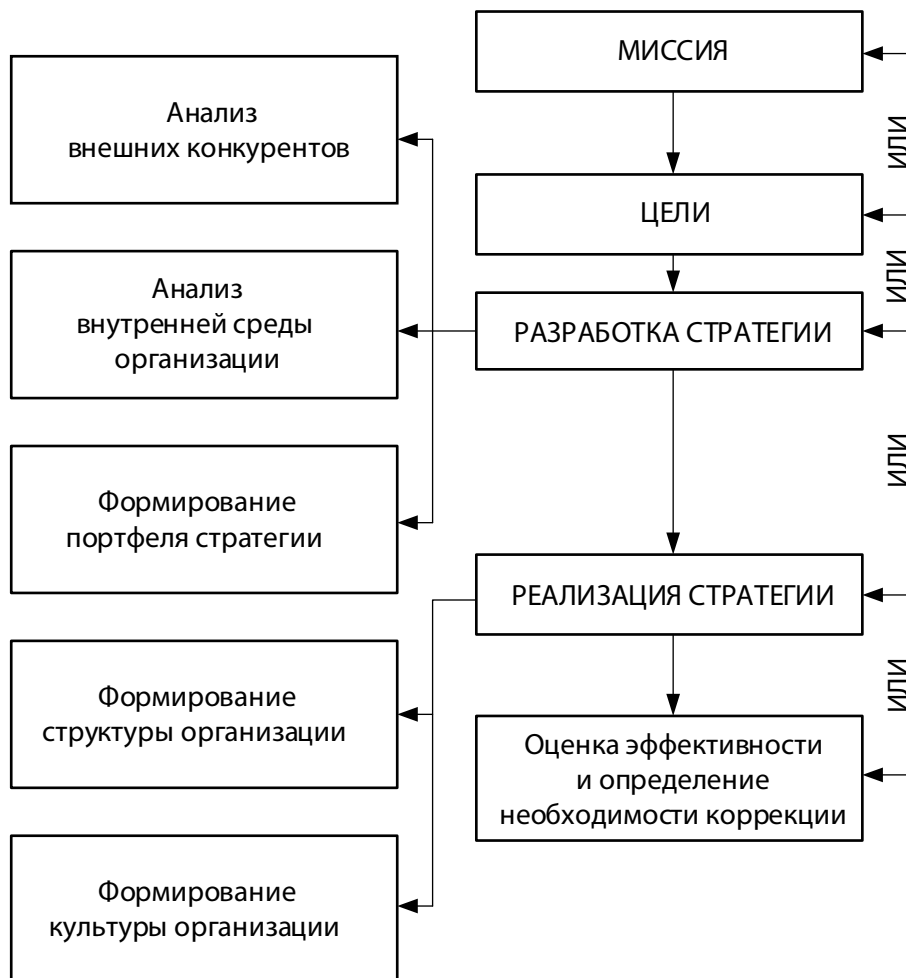 МИССИЯ
ИЛИ
Анализ
внешних конкурентов
ЦЕЛИ
ИЛИ
Анализ
внутренней среды
организации
РАЗРАБОТКА СТРАТЕГИИ
ИЛИ
Формирование
портфеля стратегии
РЕАЛИЗАЦИЯ СТРАТЕГИИ
ИЛИ
Формирование
структуры организации
Оценка эффективности
и определение
необходимости коррекции
Формирование
культуры организации